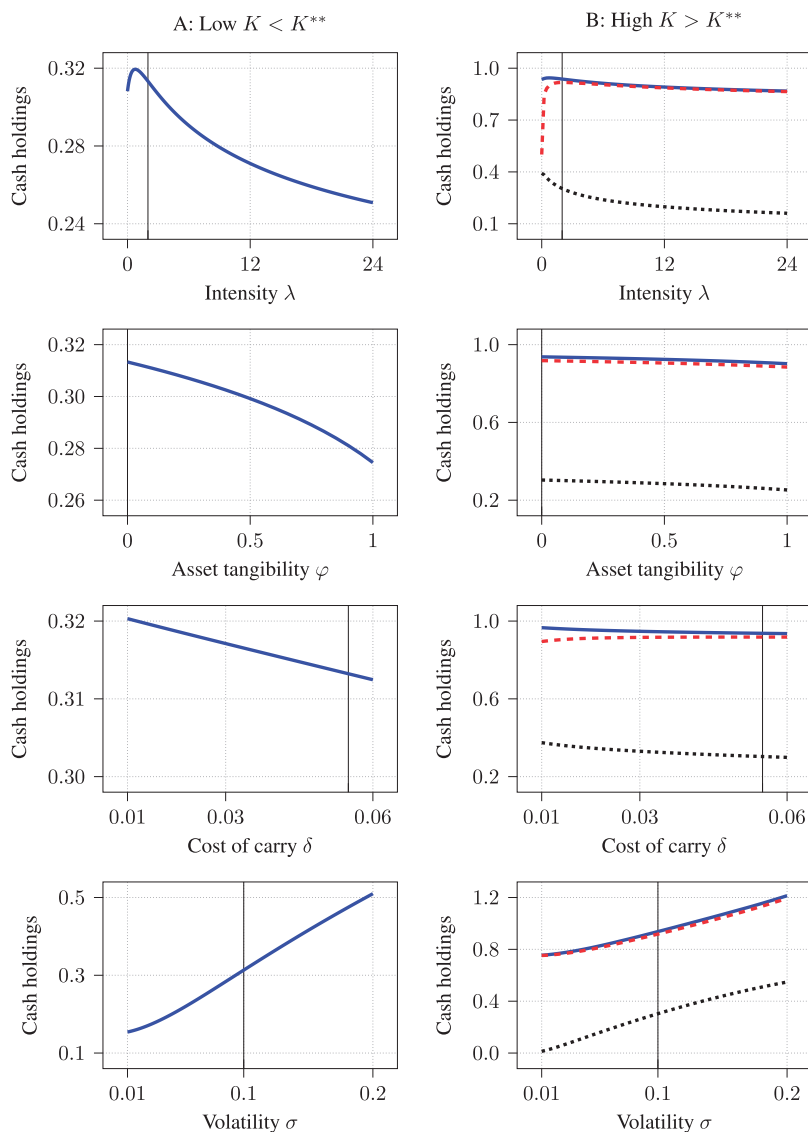 A: Low K < K**
B: High K > K**
Cash holdings
0.32
0.28
0.24
0
12
24
Intensity λ
Cash holdings
1.0
0.7
0.4
0.1
0
12
24
Intensity λ
Cash holdings
0.32
0.30
0.28
0.26
0
0.5
1
Asset tangibility φ
Cash holdings
1.0
0.6
0.2
0
0.5
1
Asset tangibility φ
Cash holdings
0.32
0.31
0.30
0.01
0.03
0.06
Cost of carry δ
Cash holdings
1.0
0.6
0.2
0.01
0.03
0.06
Cost of carry δ
Cash holdings
0.5
0.3
0.1
0.01
0.1
0.2
Volatility σ
Cash holdings
1.2
0.8
0.4
0.0
0.01
0.1
0.2
Volatility σ